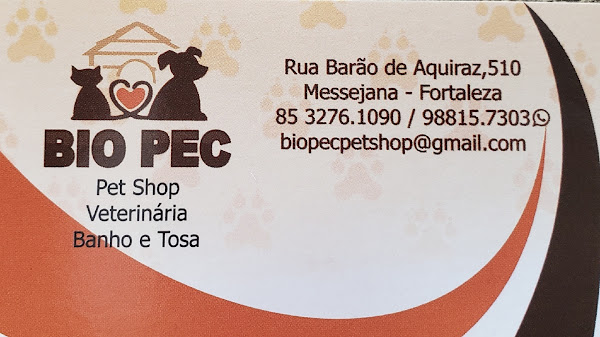 BIO PEC
Pet Shop
Veterinária
Banho e Tosa
Rua Barão de Aquiraz,510
Messejana - Fortaleza
85 3276.1090 / 98815.7303
biopecpetshop@gmail.com